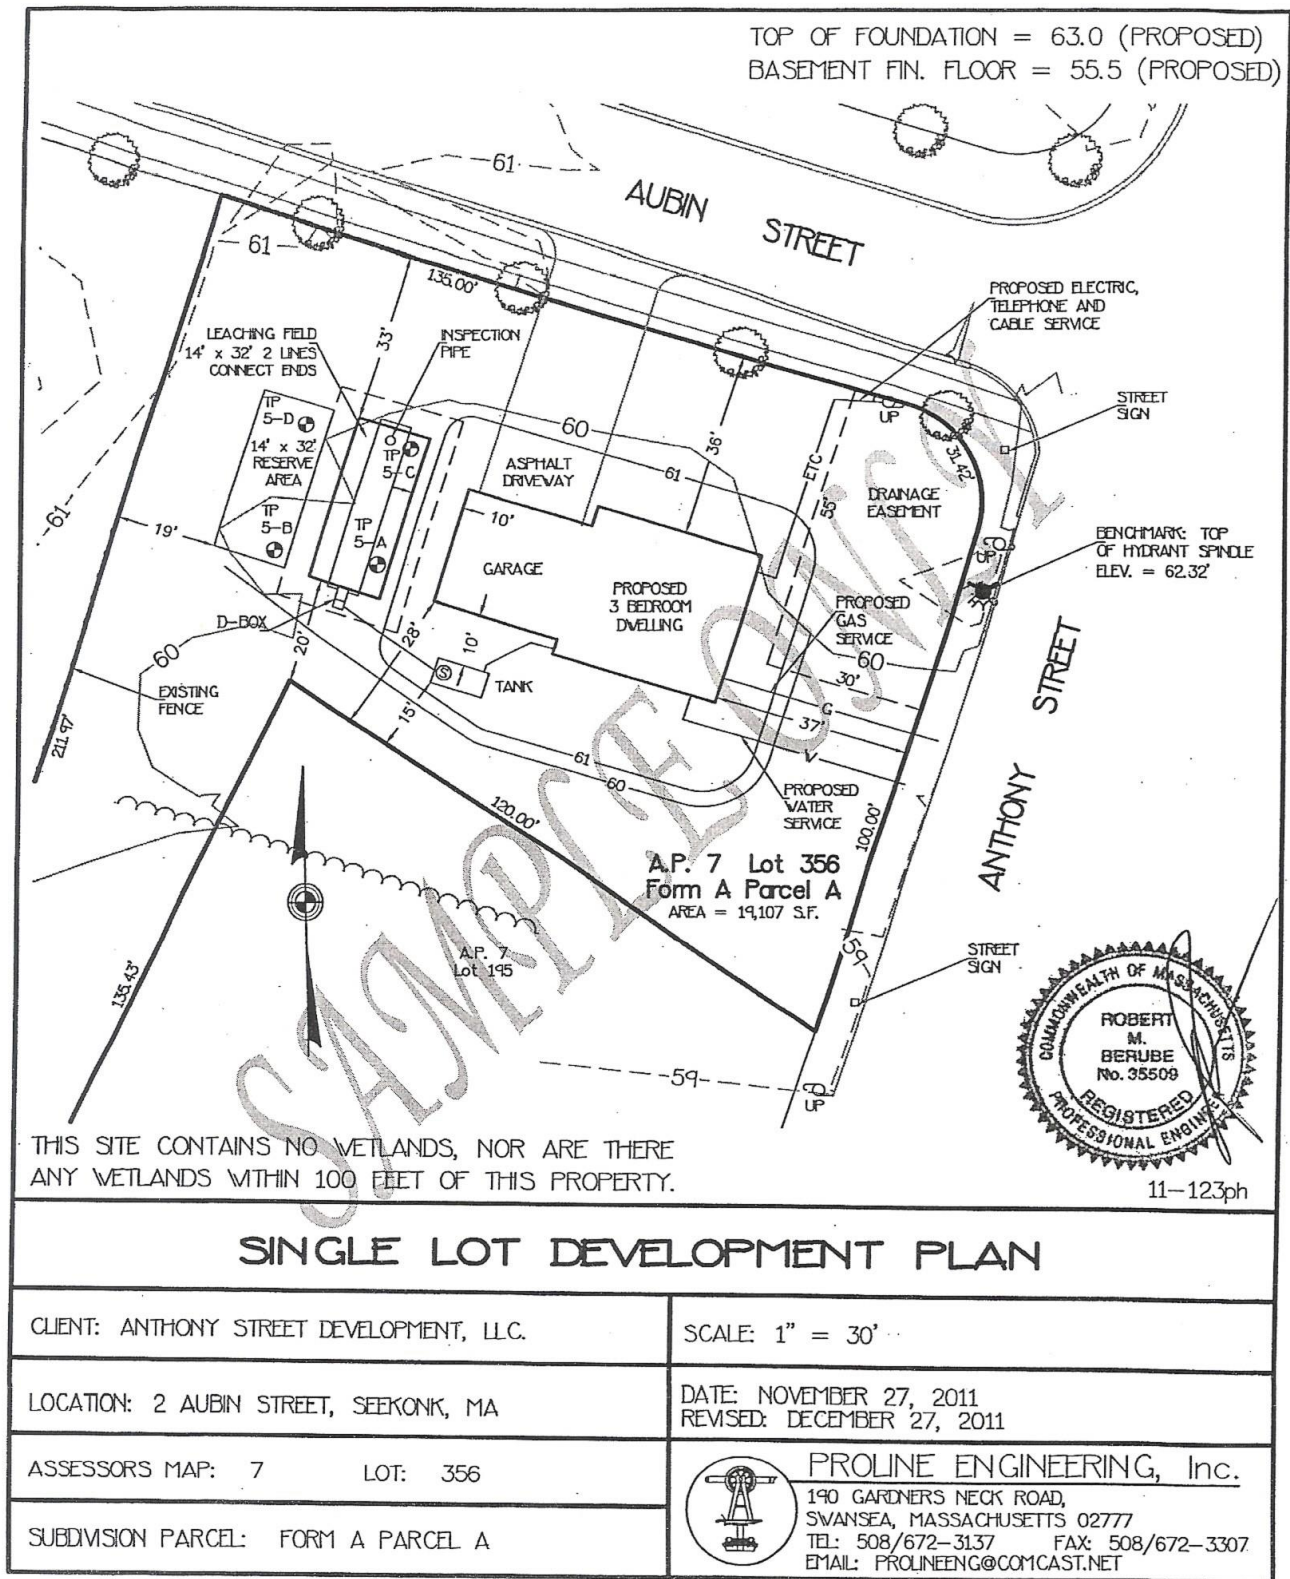 TOP OF FOUNDATION = 63.0 (PROPOSED)
BASEMENT FIN. FLOOR = 55.5 (PROPOSED)
61
AUBIN STREET
61
135.00'
33'
LEACHING FIELD
14' x 32' 2 LINES
CONNECT ENDS
INSPECTION
PIPE
PROPOSED ELECTRIC,
TELEPHONE AND
CABLE SERVICE
STREET
SIGN
UP
31.42'
TP
5-D
14' x 32'
RESERVE
AREA
TP
5-B
TP
5-C
TP
5-A
60
61
36'
ASPHALT
DRIVEWAY
ETC
55'
DRAINAGE
EASEMENT
61
19'
10'
GARAGE
PROPOSED
3 BEDROOM
DWELLING
UP
BENCHMARK: TOP
OF HYDRANT SPINDLE
ELEV. = 62.32'
PROPOSED
GAS
SERVICE
D-BOX
60
20'
28'
10'
S
TANK
15'
60
30'
G
37'
W
EXISTING
FENCE
211.97'
61
60
PROPOSED
WATER
SERVICE
120.00'
100.00'
ANTHONY STREET
A.P. 7 Lot 356
Form A Parcel A
AREA = 19,107 S.F.
A.P. 7
Lot 195
135.43'
59
STREET
SIGN
59
UP
SAMPLE ONLY
COMMONWEALTH OF MASSACHUSETTS
ROBERT
M.
BERUBE
No. 35509
REGISTERED
PROFESSIONAL ENGINEER
11-123ph
THIS SITE CONTAINS NO WETLANDS, NOR ARE THERE
ANY WETLANDS WITHIN 100 FEET OF THIS PROPERTY.
SINGLE LOT DEVELOPMENT PLAN
CLIENT: ANTHONY STREET DEVELOPMENT, LLC.
SCALE: 1" = 30'
LOCATION: 2 AUBIN STREET, SEEKONK, MA
DATE: NOVEMBER 27, 2011
REVISED: DECEMBER 27, 2011
ASSESSORS MAP: 7 LOT: 356
SUBDIVISION PARCEL: FORM A PARCEL A
PROLINE ENGINEERING, Inc.
190 GARDNERS NECK ROAD,
SWANSEA, MASSACHUSETTS 02777
TEL: 508/672-3137 FAX: 508/672-3307
EMAIL: PROLINEENG@COMCAST.NET